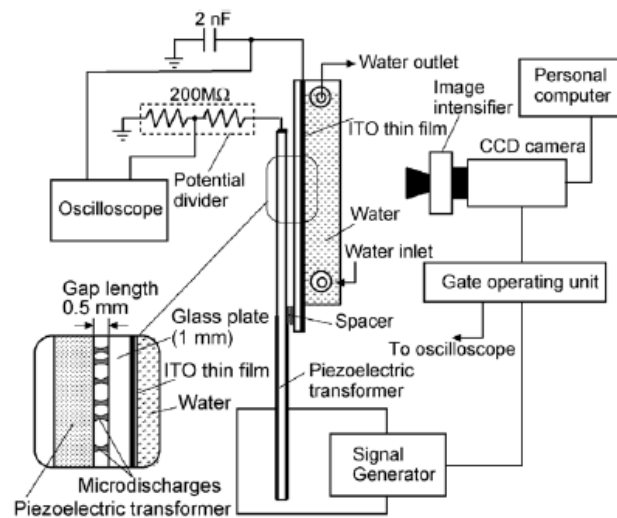 2 nF
200MΩ
Potential
divider
Oscilloscope
Water outlet
ITO thin film
Water
Water inlet
Spacer
Piezoelectric
transformer
Image
intensifier
Personal
computer
CCD camera
Gate operating unit
To oscilloscope
Signal
Generator
Gap length
0.5 mm
Glass plate
(1 mm)
ITO thin film
Water
Microdischarges
Piezoelectric transformer